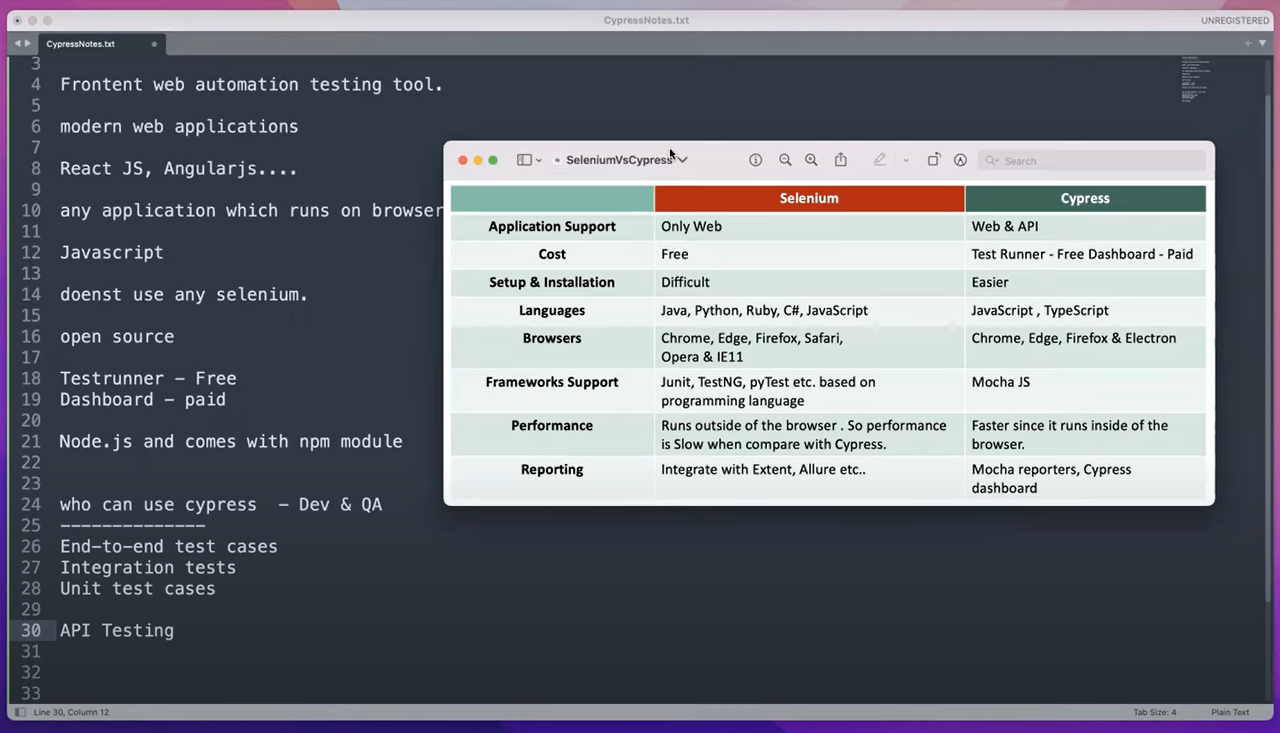 CypressNotes.txt
UNREGISTERED
CypressNotes.txt
3
4 Frontent web automation testing tool.
5
6 modern web applications
7
8 React JS, Angularjs....
9
10 any application which runs on browser
11
12 Javascript
13
14 doenst use any selenium.
15
16 open source
17
18 Testrunner - Free
19 Dashboard - paid
20
21 Node.js and comes with npm module
22
23
24 who can use cypress  - Dev & QA
25 --------------
26 End-to-end test cases
27 Integration tests
28 Unit test cases
29
30 API Testing
31
32
33
SeleniumVsCypress
Search
Selenium Cypress
Application Support Only Web Web & API
Cost Free Test Runner - Free Dashboard - Paid
Setup & Installation Difficult Easier
Languages Java, Python, Ruby, C#, JavaScript JavaScript , TypeScript
Browsers Chrome, Edge, Firefox, Safari, Chrome, Edge, Firefox & Electron
Opera & IE11
Frameworks Support Junit, TestNG, pyTest etc. based on Mocha JS
programming language
Performance Runs outside of the browser . So performance Faster since it runs inside of the
is Slow when compare with Cypress. browser.
Reporting Integrate with Extent, Allure etc.. Mocha reporters, Cypress
dashboard
Line 30, Column 12
Tab Size: 4
Plain Text